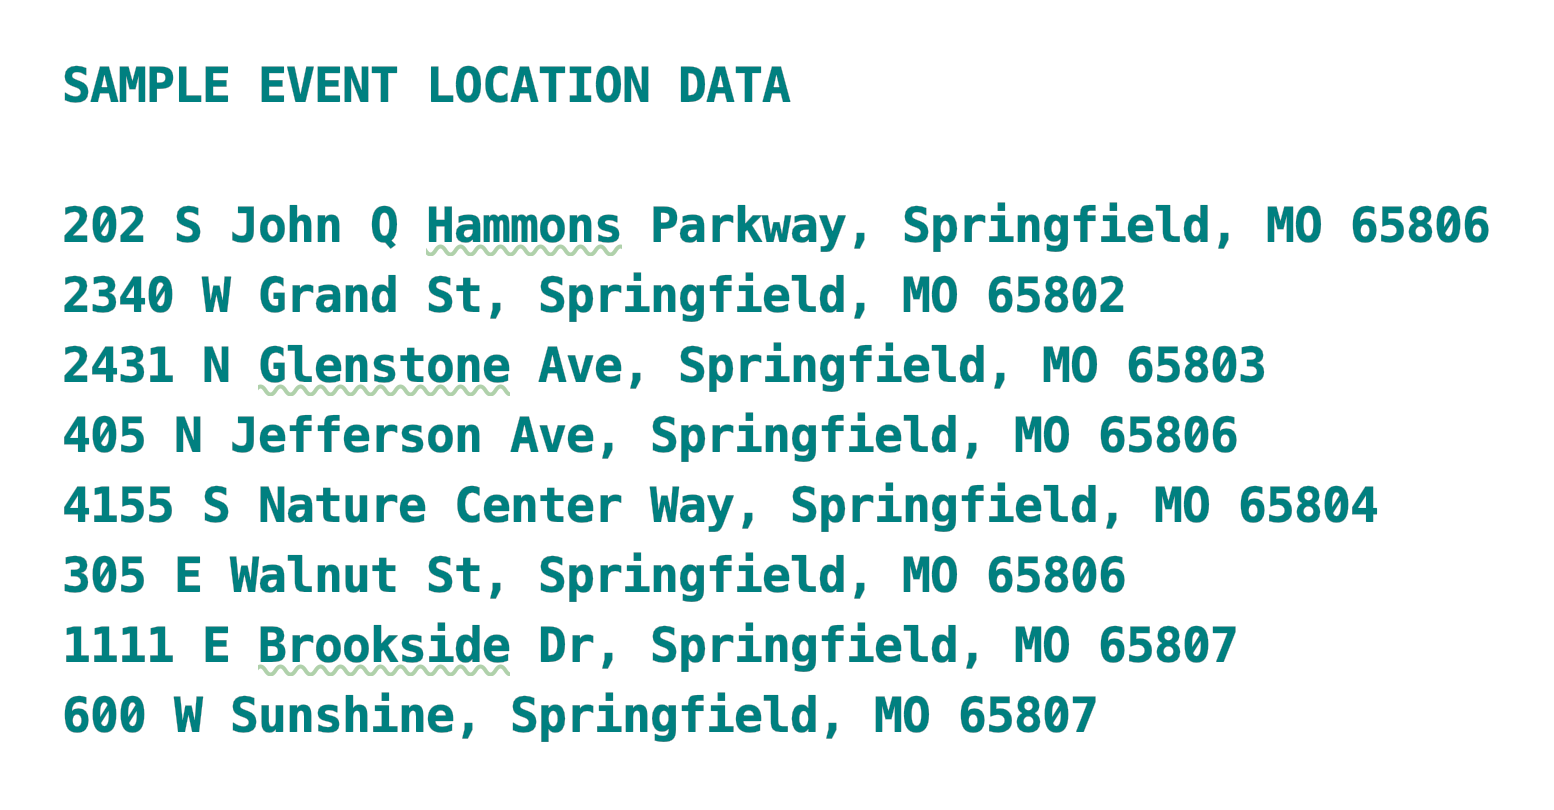 SAMPLE EVENT LOCATION DATA
202 S John Q Hammons Parkway, Springfield, MO 65806
2340 W Grand St, Springfield, MO 65802
2431 N Glenstone Ave, Springfield, MO 65803
405 N Jefferson Ave, Springfield, MO 65806
4155 S Nature Center Way, Springfield, MO 65804
305 E Walnut St, Springfield, MO 65806
1111 E Brookside Dr, Springfield, MO 65807
600 W Sunshine, Springfield, MO 65807